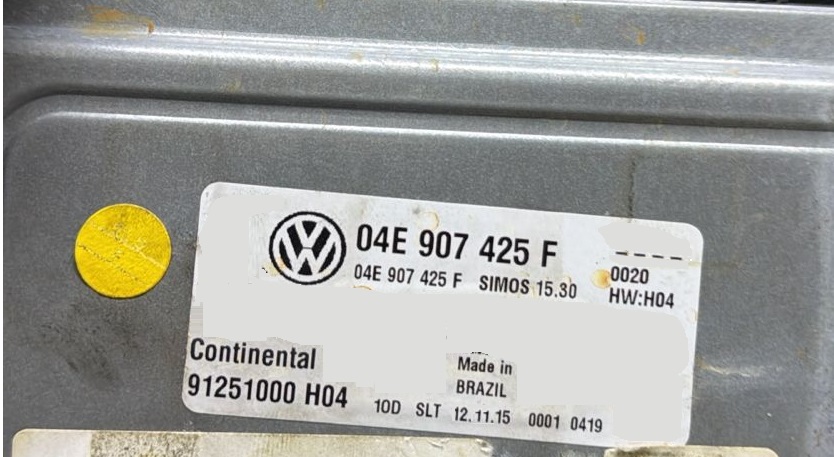 VW 04E 907 425 F ----
04E 907 425 F SIMOS 15.30 0020
HW:H04
Continental Made in
91251000 H04 BRAZIL
10D SLT 12.11.15 0001 0419